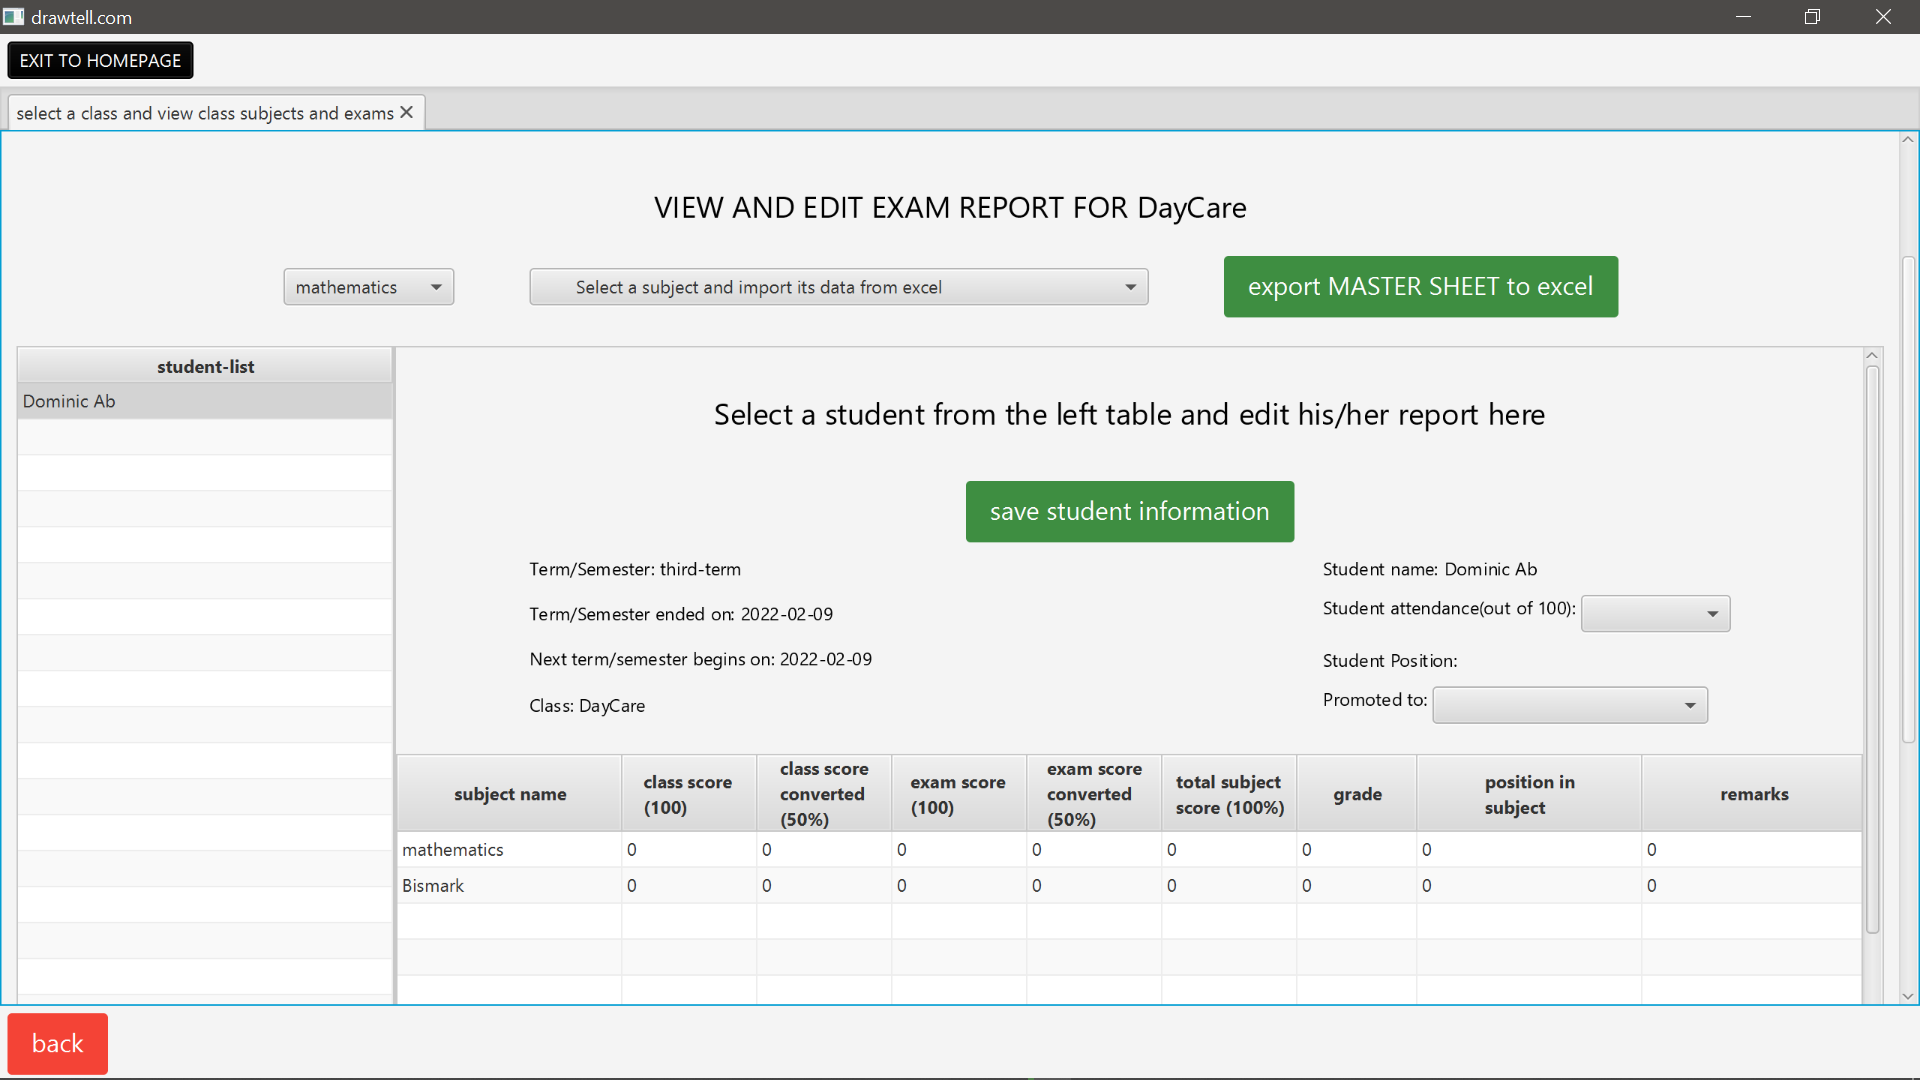 drawtell.com
EXIT TO HOMEPAGE
select a class and view class subjects and exams
VIEW AND EDIT EXAM REPORT FOR DayCare
mathematics
Select a subject and import its data from excel
export MASTER SHEET to excel
student-list
Dominic Ab
Select a student from the left table and edit his/her report here
save student information
Term/Semester: third-term
Term/Semester ended on: 2022-02-09
Next term/semester begins on: 2022-02-09
Class: DayCare
Student name: Dominic Ab
Student attendance(out of 100):
Student Position:
Promoted to:
subject name
class score
(100)
class score
converted
(50%)
exam score
(100)
exam score
converted
(50%)
total subject
score (100%)
grade
position in
subject
remarks
mathematics 0 0 0 0 0 0 0 0
Bismark 0 0 0 0 0 0 0 0
back